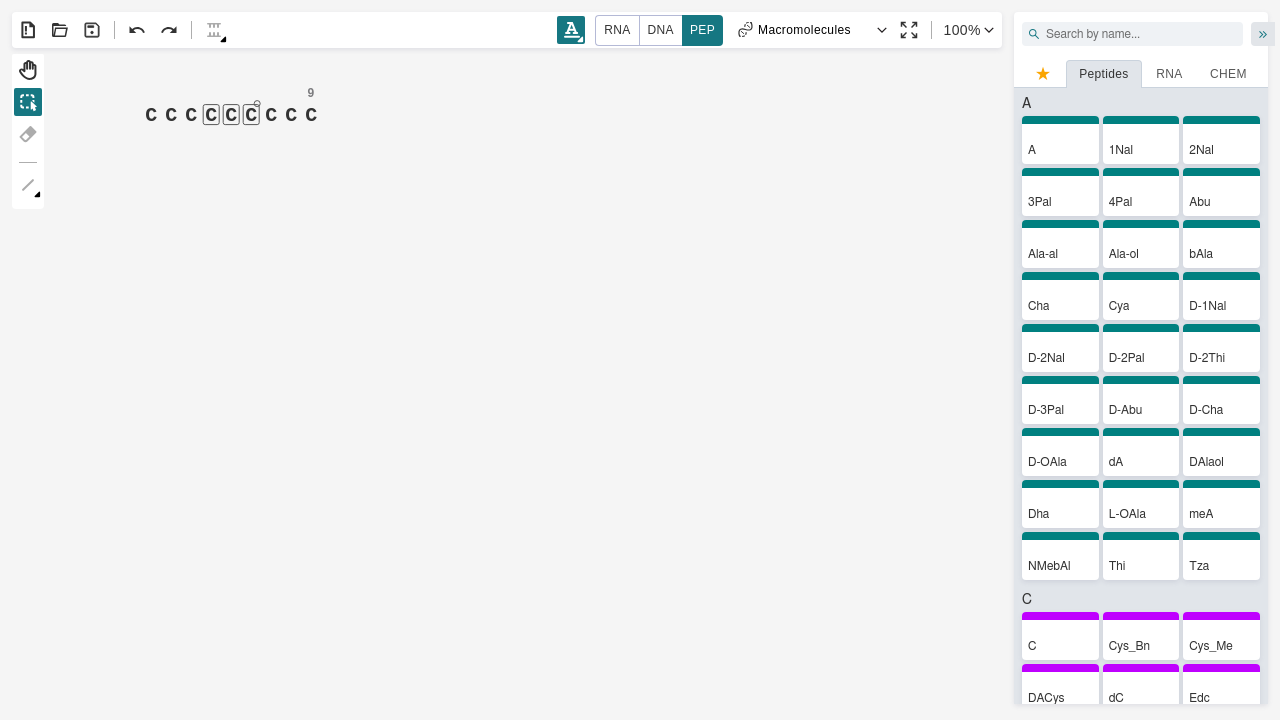 RNA DNA PEP Macromolecules 100%
Search by name...
Peptides RNA CHEM
9
C C C C C C C C C
A
A 1Nal 2Nal
3Pal 4Pal Abu
Ala-al Ala-ol bAla
Cha Cya D-1Nal
D-2Nal D-2Pal D-2Thi
D-3Pal D-Abu D-Cha
D-OAla dA DAlaol
Dha L-OAla meA
NMebAl Thi Tza
C
C Cys_Bn Cys_Me
DACys dC Edc